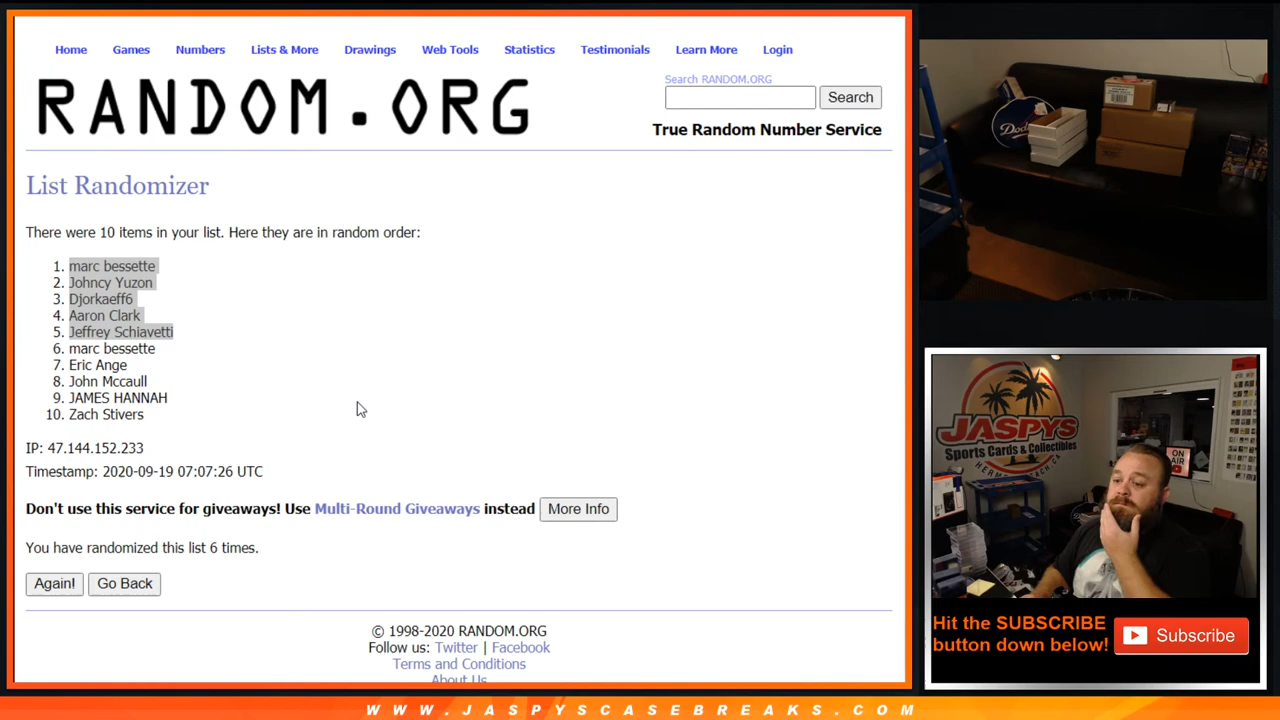 Home Games Numbers Lists & More Drawings Web Tools Statistics Testimonials Learn More Login
RANDOM.ORG
Search RANDOM.ORG
Search
True Random Number Service
List Randomizer
There were 10 items in your list. Here they are in random order:
1. marc bessette
2. Johncy Yuzon
3. Djorkaeff6
4. Aaron Clark
5. Jeffrey Schiavetti
6. marc bessette
7. Eric Ange
8. John Mccaull
9. JAMES HANNAH
10. Zach Stivers
IP: 47.144.152.233
Timestamp: 2020-09-19 07:07:26 UTC
Don't use this service for giveaways! Use Multi-Round Giveaways instead More Info
You have randomized this list 6 times.
Again! Go Back
© 1998-2020 RANDOM.ORG
Follow us: Twitter | Facebook
Terms and Conditions
About Us
JASPYS
Sports Cards & Collectibles
ON
AIR
Hit the SUBSCRIBE
button down below!
Subscribe
WWW.JASPYSCASEBREAKS.COM